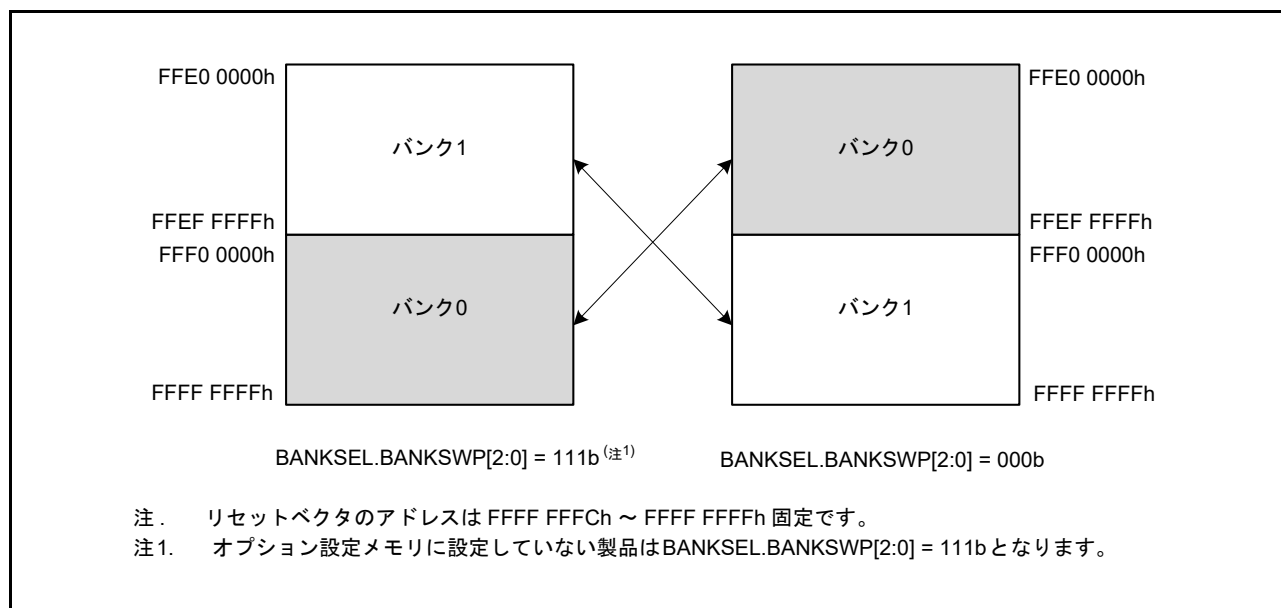 FFE0 0000h
バンク1
FFEF FFFFh
FFF0 0000h
バンク0
FFFF FFFFh
BANKSEL.BANKSWP[2:0] = 111b(注1)
FFE0 0000h
バンク0
FFEF FFFFh
FFF0 0000h
バンク1
FFFF FFFFh
BANKSEL.BANKSWP[2:0] = 000b
注 . リセットベクタのアドレスは FFFF FFFCh ～ FFFF FFFFh 固定です。
注1. オプション設定メモリに設定していない製品はBANKSEL.BANKSWP[2:0] = 111bとなります。